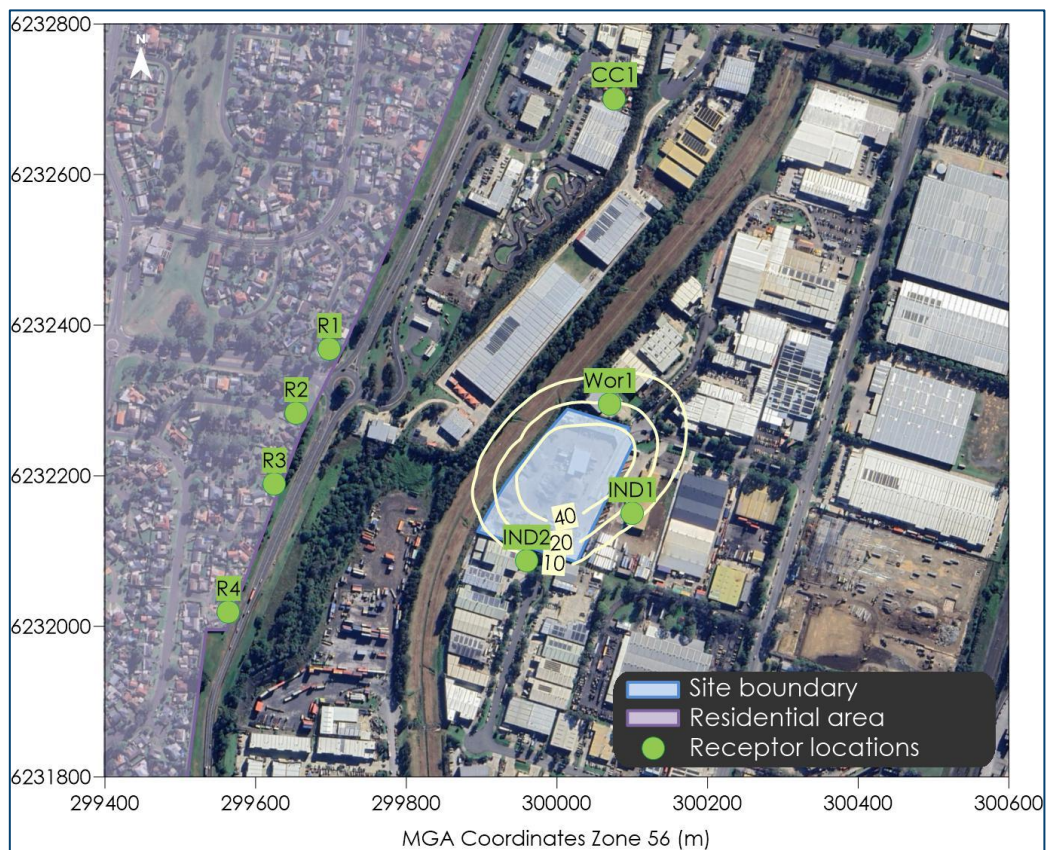 6232800
N
CC1
6232600
6232400
R1
Wor1
R2
R3
6232200
IND1
40
IND2
20
10
R4
6232000
Site boundary
Residential area
Receptor locations
6231800
299400
299600
299800
300000
300200
300400
300600
MGA Coordinates Zone 56 (m)